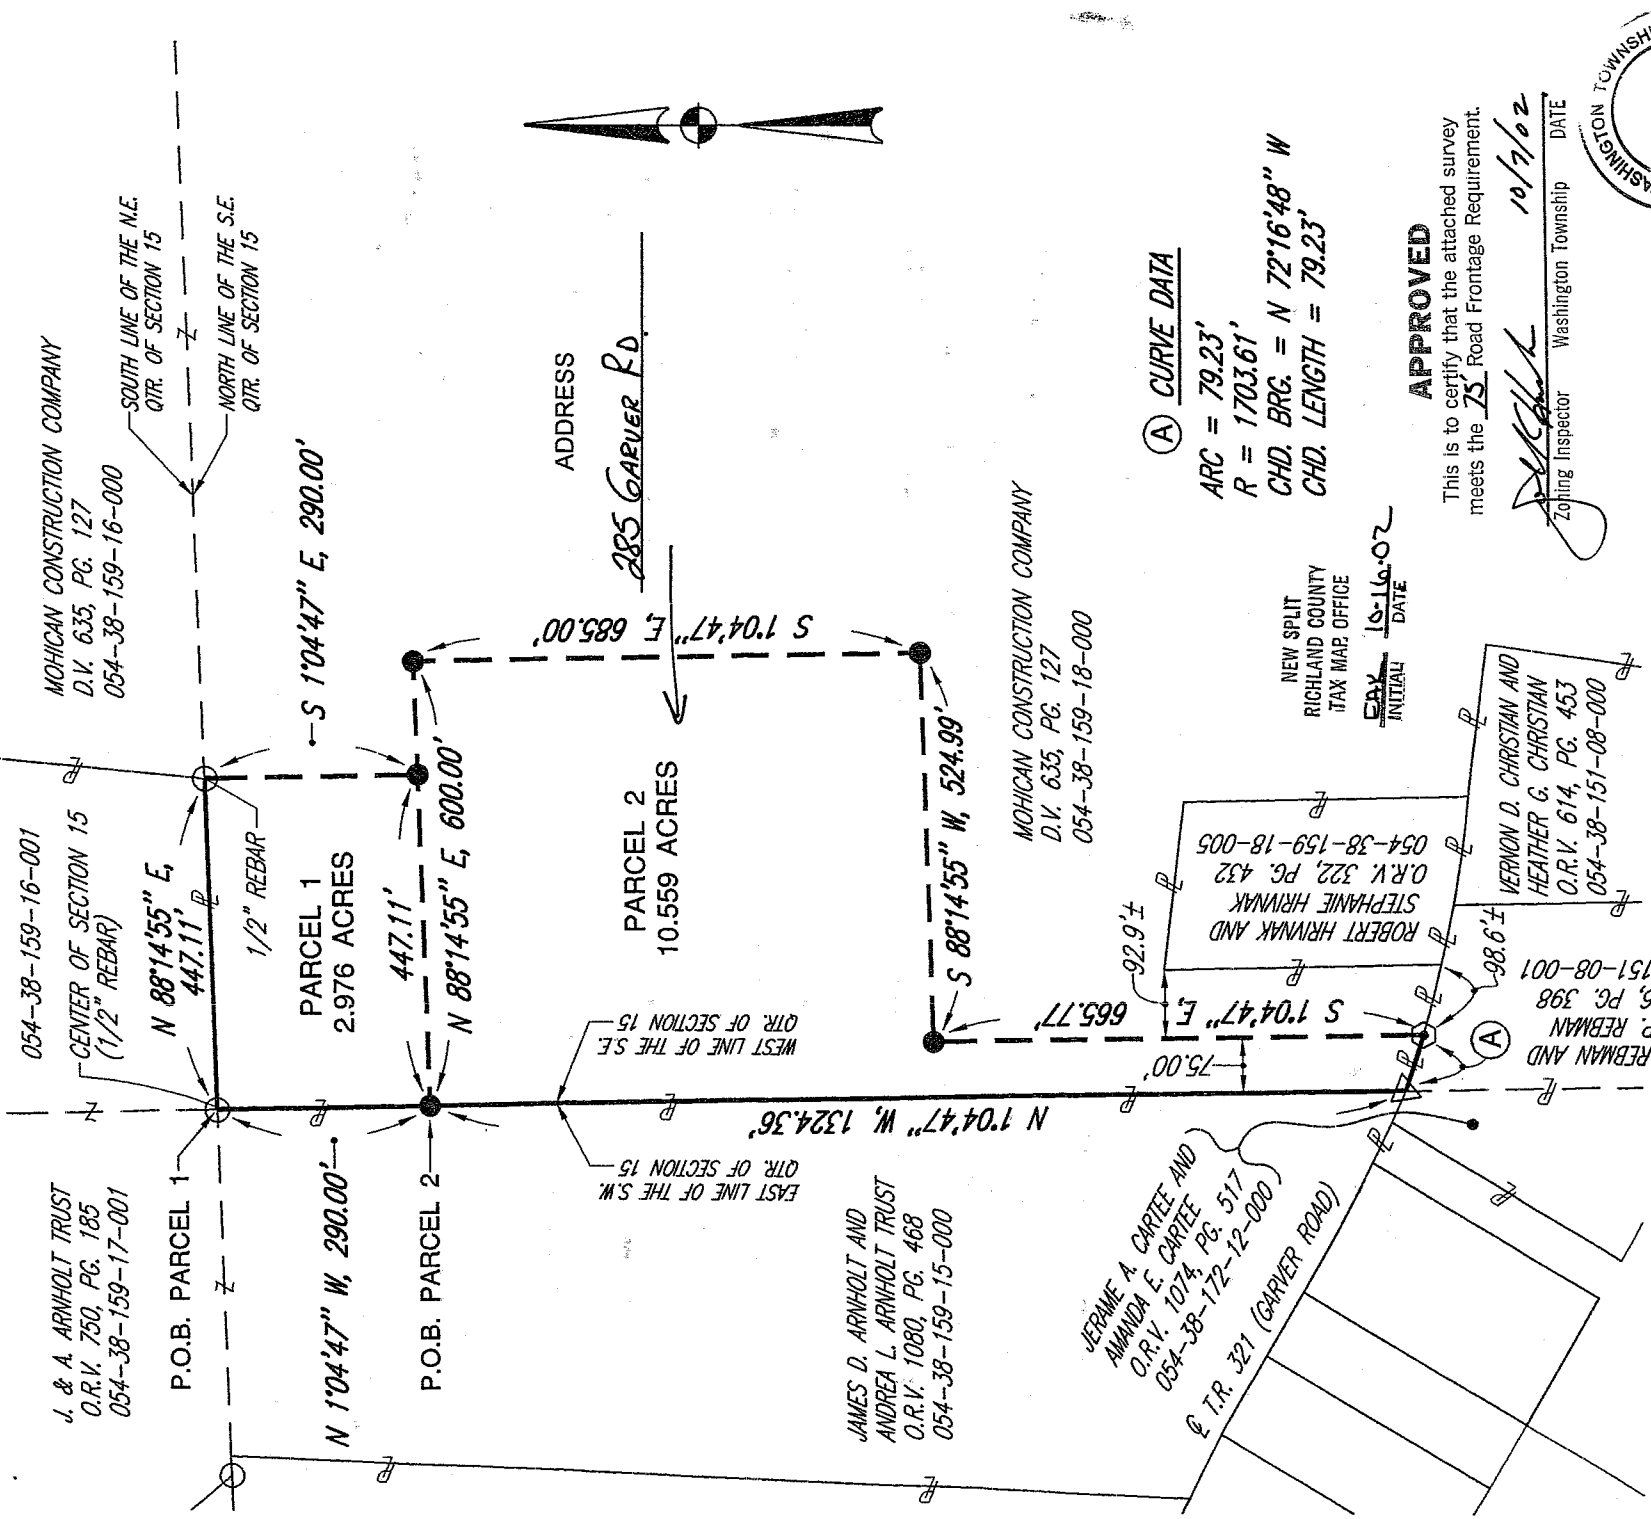 J. & A. ARNHOLT TRUST
O.R.V. 750, PG. 185
054-38-159-17-001
P.O.B. PARCEL 1
N 1°04'47" W, 290.00'
P.O.B. PARCEL 2
054-38-159-16-001
CENTER OF SECTION 15
(1/2" REBAR)
N 88°14'55" E,
447.11'
1/2" REBAR
PARCEL 1
2.976 ACRES
447.11'
N 88°14'55" E, 600.00'
MOHICAN CONSTRUCTION COMPANY
D.V. 635, PG. 127
054-38-159-16-000
SOUTH LINE OF THE N.E.
QTR. OF SECTION 15
NORTH LINE OF THE S.E.
QTR. OF SECTION 15
S 1°04'47" E, 290.00'
ADDRESS
285 GARVER RD.
S 1°04'47" E, 685.00'
PARCEL 2
10.559 ACRES
WEST LINE OF THE S.E.
QTR. OF SECTION 15
EAST LINE OF THE S.W.
QTR. OF SECTION 15
N 1°04'47" W, 1324.36'
S 88°14'55" W, 524.99'
S 1°04'47" E, 665.77'
75.00'
92.9'±
98.6'±
MOHICAN CONSTRUCTION COMPANY
D.V. 635, PG. 127
054-38-159-18-000
JAMES D. ARNHOLT AND
ANDREA L. ARNHOLT TRUST
O.R.V. 1080, PG. 468
054-38-159-15-000
JERAME A. CARTEE AND
AMANDA E. CARTEE
O.R.V. 1074, PG. 517
054-38-172-12-000
℄ T.R. 321 (GARVER ROAD)
A
ROBERT HRIVNAK AND
STEPHANIE HRIVNAK
O.R.V. 322, PG. 432
054-38-159-18-005
REBMAN AND
P. REBMAN
6, PG. 398
151-08-001
VERNON D. CHRISTIAN AND
HEATHER G. CHRISTIAN
O.R.V. 614, PG. 453
054-38-151-08-000
A CURVE DATA
ARC = 79.23'
R = 1703.61'
CHD. BRG. = N 72°16'48" W
CHD. LENGTH = 79.23'
NEW SPLIT
RICHLAND COUNTY
TAX MAP OFFICE
10-16-02
INITIAL DATE
APPROVED
This is to certify that the attached survey
meets the 75' Road Frontage Requirement.
10/7/02
Zoning Inspector Washington Township DATE
WASHINGTON TOWNSHIP